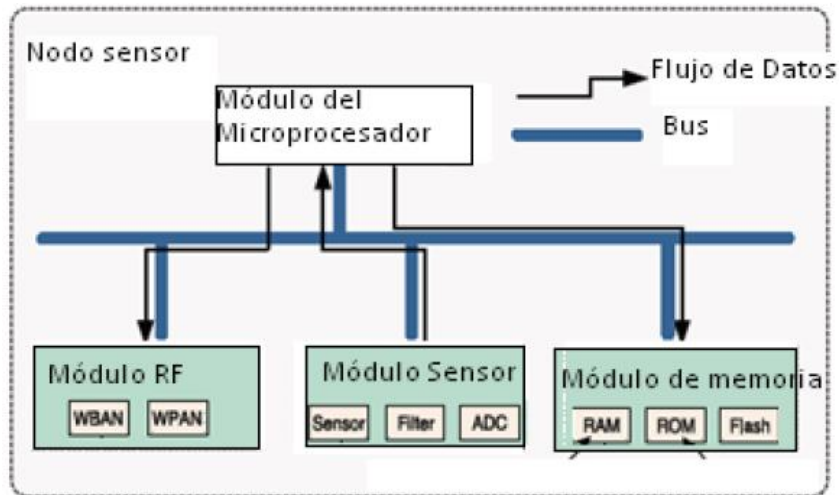 Nodo sensor
Flujo de Datos
Módulo del
Microprocesador
Bus
Módulo RF
WBAN WPAN
Módulo Sensor
Sensor Filter ADC
Módulo de memoria
RAM ROM Flash